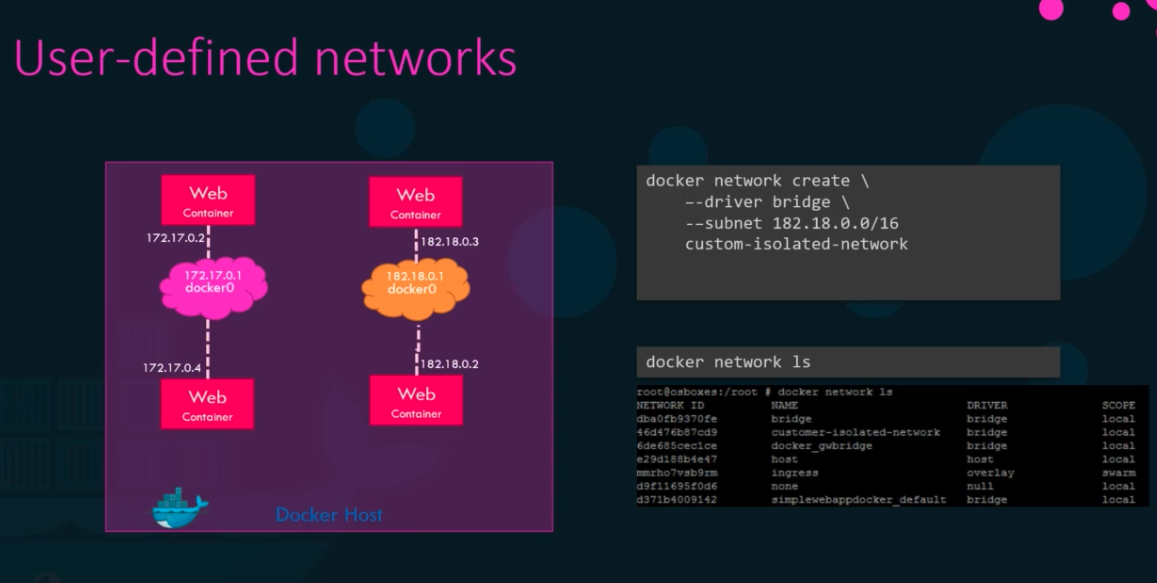 User-defined networks
Web
Container
172.17.0.2
172.17.0.1
docker0
172.17.0.4
Web
Container
Web
Container
182.18.0.3
182.18.0.1
docker0
182.18.0.2
Web
Container
Docker Host
docker network create \
--driver bridge \
--subnet 182.18.0.0/16
custom-isolated-network
docker network ls
root@osboxes:/root # docker network ls
NETWORK ID NAME DRIVER SCOPE
dba0fb9370fe bridge bridge local
46d476b87cd9 customer-isolated-network bridge local
6de685cec1ce docker_gwbridge bridge local
e29d188b4e47 host host local
mmrho7vsb9rm ingress overlay swarm
d9f11695f0d6 none null local
d371b4009142 simplewebappdocker_default bridge local